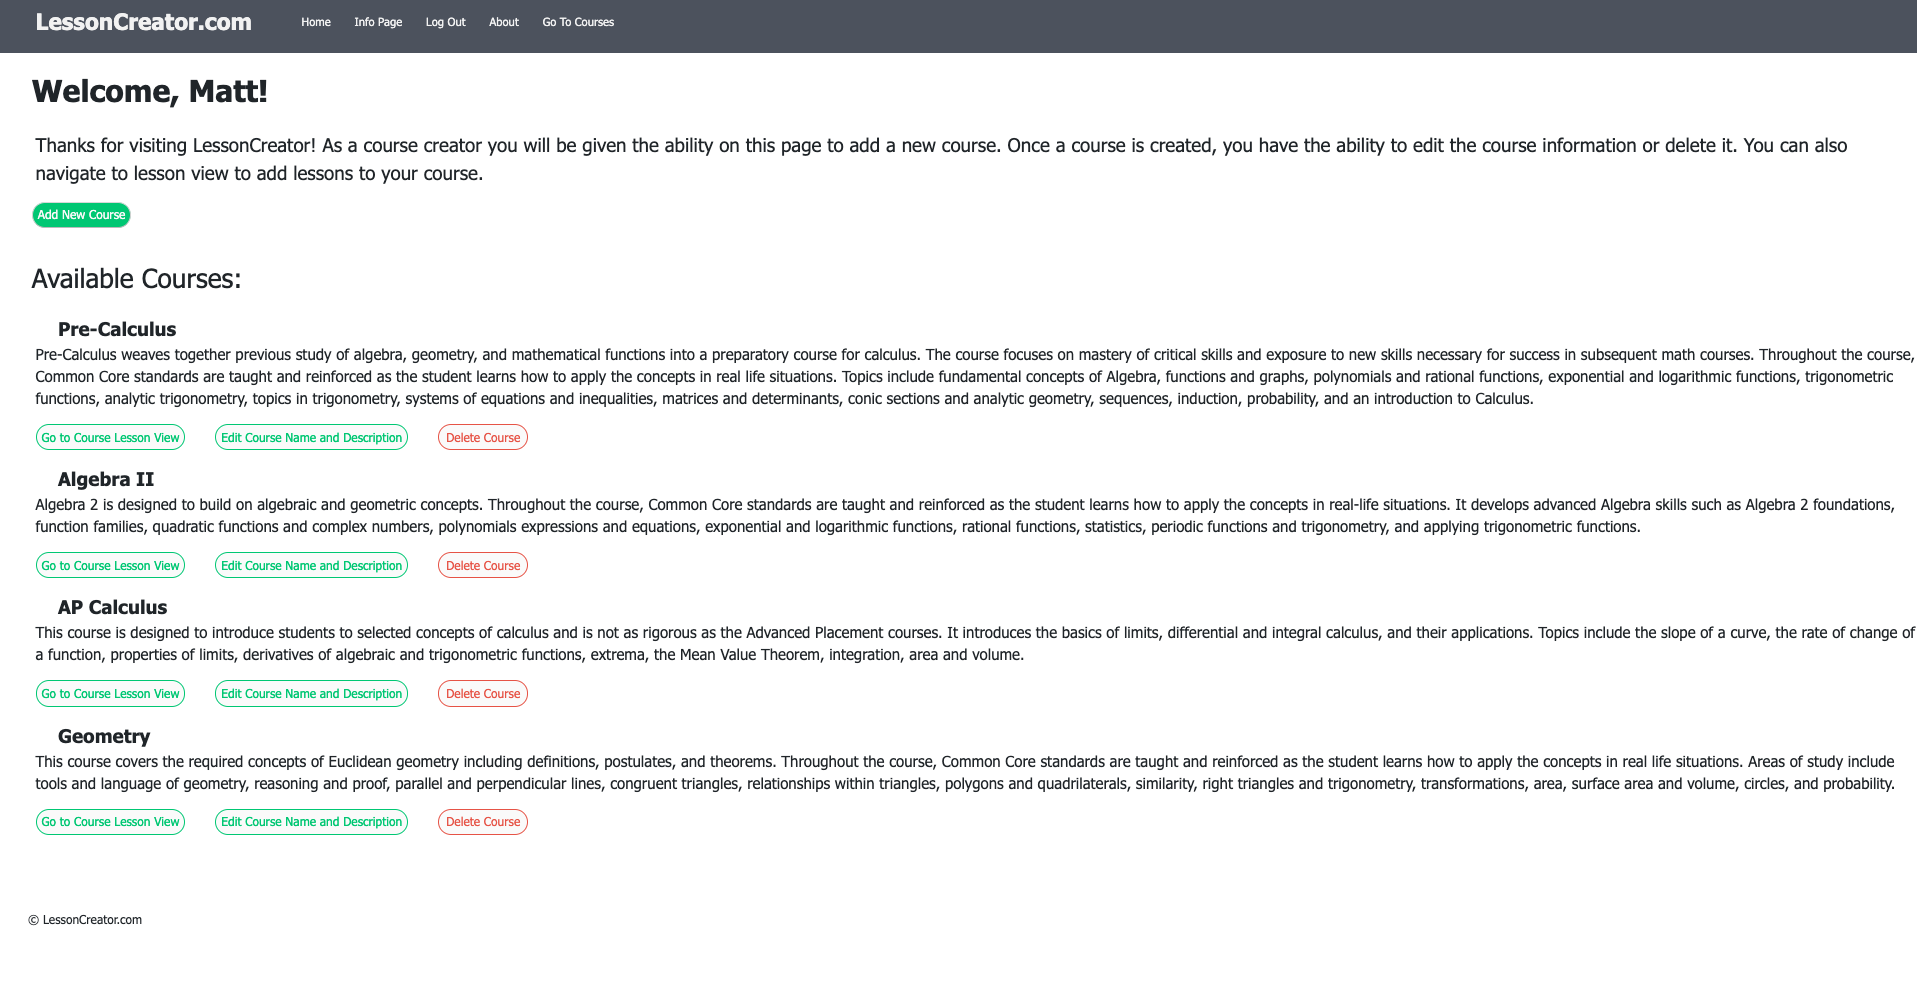 LessonCreator.com Home Info Page Log Out About Go To Courses
Welcome, Matt!
Thanks for visiting LessonCreator! As a course creator you will be given the ability on this page to add a new course. Once a course is created, you have the ability to edit the course information or delete it. You can also
navigate to lesson view to add lessons to your course.
Add New Course
Available Courses:
Pre-Calculus
Pre-Calculus weaves together previous study of algebra, geometry, and mathematical functions into a preparatory course for calculus. The course focuses on mastery of critical skills and exposure to new skills necessary for success in subsequent math courses. Throughout the course,
Common Core standards are taught and reinforced as the student learns how to apply the concepts in real life situations. Topics include fundamental concepts of Algebra, functions and graphs, polynomials and rational functions, exponential and logarithmic functions, trigonometric
functions, analytic trigonometry, topics in trigonometry, systems of equations and inequalities, matrices and determinants, conic sections and analytic geometry, sequences, induction, probability, and an introduction to Calculus.
Go to Course Lesson View Edit Course Name and Description Delete Course
Algebra II
Algebra 2 is designed to build on algebraic and geometric concepts. Throughout the course, Common Core standards are taught and reinforced as the student learns how to apply the concepts in real-life situations. It develops advanced Algebra skills such as Algebra 2 foundations,
function families, quadratic functions and complex numbers, polynomials expressions and equations, exponential and logarithmic functions, rational functions, statistics, periodic functions and trigonometry, and applying trigonometric functions.
Go to Course Lesson View Edit Course Name and Description Delete Course
AP Calculus
This course is designed to introduce students to selected concepts of calculus and is not as rigorous as the Advanced Placement courses. It introduces the basics of limits, differential and integral calculus, and their applications. Topics include the slope of a curve, the rate of change of
a function, properties of limits, derivatives of algebraic and trigonometric functions, extrema, the Mean Value Theorem, integration, area and volume.
Go to Course Lesson View Edit Course Name and Description Delete Course
Geometry
This course covers the required concepts of Euclidean geometry including definitions, postulates, and theorems. Throughout the course, Common Core standards are taught and reinforced as the student learns how to apply the concepts in real life situations. Areas of study include
tools and language of geometry, reasoning and proof, parallel and perpendicular lines, congruent triangles, relationships within triangles, polygons and quadrilaterals, similarity, right triangles and trigonometry, transformations, area, surface area and volume, circles, and probability.
Go to Course Lesson View Edit Course Name and Description Delete Course
© LessonCreator.com